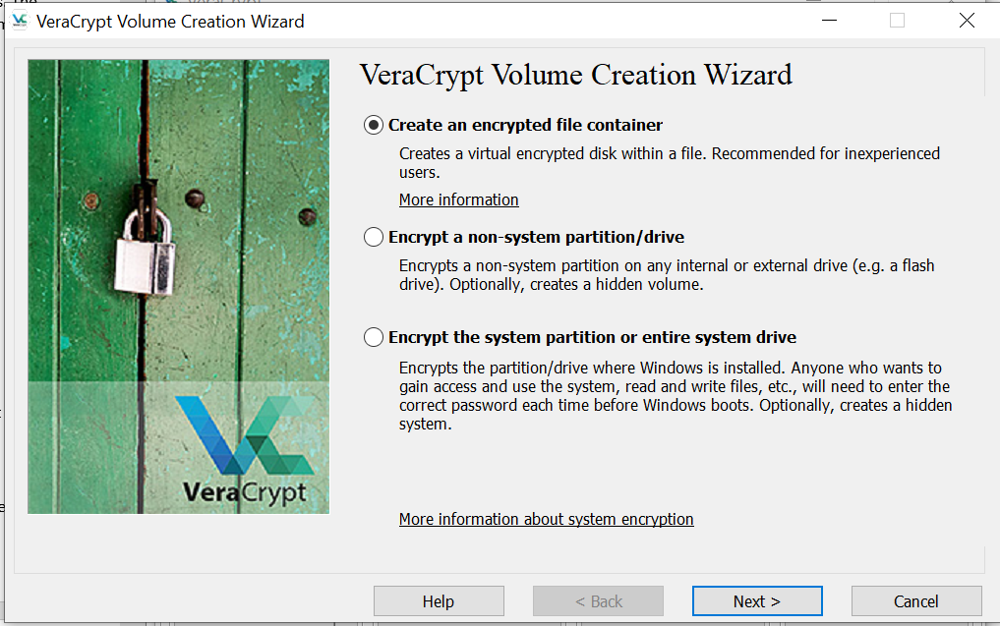 VeraCrypt Volume Creation Wizard
VeraCrypt Volume Creation Wizard
Create an encrypted file container
Creates a virtual encrypted disk within a file. Recommended for inexperienced
users.
More information
Encrypt a non-system partition/drive
Encrypts a non-system partition on any internal or external drive (e.g. a flash
drive). Optionally, creates a hidden volume.
Encrypt the system partition or entire system drive
Encrypts the partition/drive where Windows is installed. Anyone who wants to
gain access and use the system, read and write files, etc., will need to enter the
correct password each time before Windows boots. Optionally, creates a hidden
system.
VeraCrypt
More information about system encryption
Help
< Back
Next >
Cancel